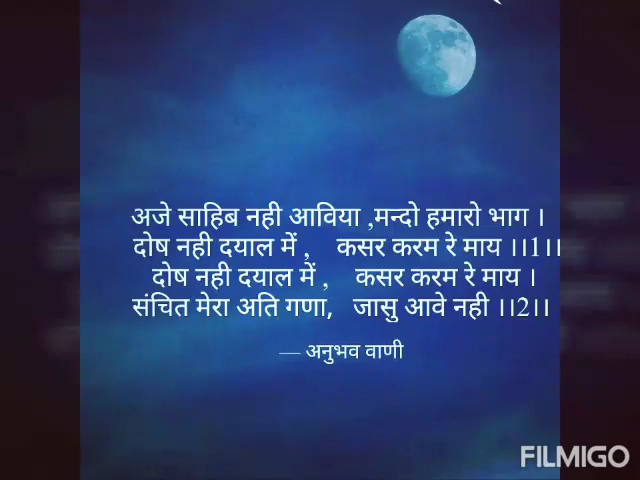 अजे साहिब नही आविया ,मन्दो हमारो भाग ।
दोष नही दयाल में , कसर करम रे माय ।।1।।
दोष नही दयाल में , कसर करम रे माय ।
संचित मेरा अति गणा, जासु आवे नही ।।2।।
— अनुभव वाणी
FILMIGO